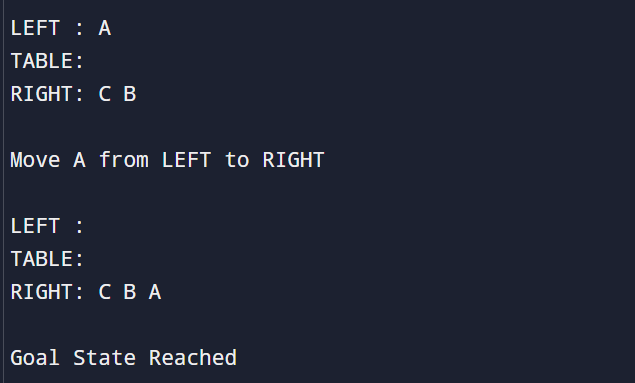 LEFT : A
TABLE:
RIGHT: C B
Move A from LEFT to RIGHT
LEFT :
TABLE:
RIGHT: C B A
Goal State Reached